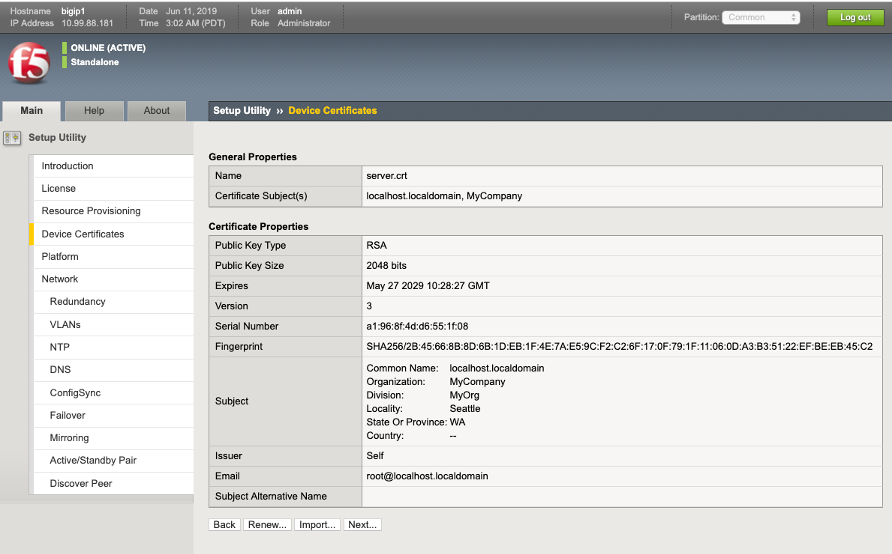 Hostname bigip1 Date Jun 11, 2019 User admin Partition: Common Log out
IP Address 10.99.88.181 Time 3:02 AM (PDT) Role Administrator
f5
ONLINE (ACTIVE)
Standalone
Main Help About Setup Utility ›› Device Certificates
Setup Utility
Introduction
License
Resource Provisioning
Device Certificates
Platform
Network
Redundancy
VLANs
NTP
DNS
ConfigSync
Failover
Mirroring
Active/Standby Pair
Discover Peer
General Properties
Name server.crt
Certificate Subject(s) localhost.localdomain, MyCompany
Certificate Properties
Public Key Type RSA
Public Key Size 2048 bits
Expires May 27 2029 10:28:27 GMT
Version 3
Serial Number a1:96:8f:4d:d6:55:1f:08
Fingerprint SHA256/2B:45:66:8B:8D:6B:1D:EB:1F:4E:7A:E5:9C:F2:C2:6F:17:0F:79:1F:11:06:0D:A3:B3:51:22:EF:BE:EB:45:C2
Subject
Common Name: localhost.localdomain
Organization: MyCompany
Division: MyOrg
Locality: Seattle
State Or Province: WA
Country: --
Issuer Self
Email root@localhost.localdomain
Subject Alternative Name
Back Renew... Import... Next...